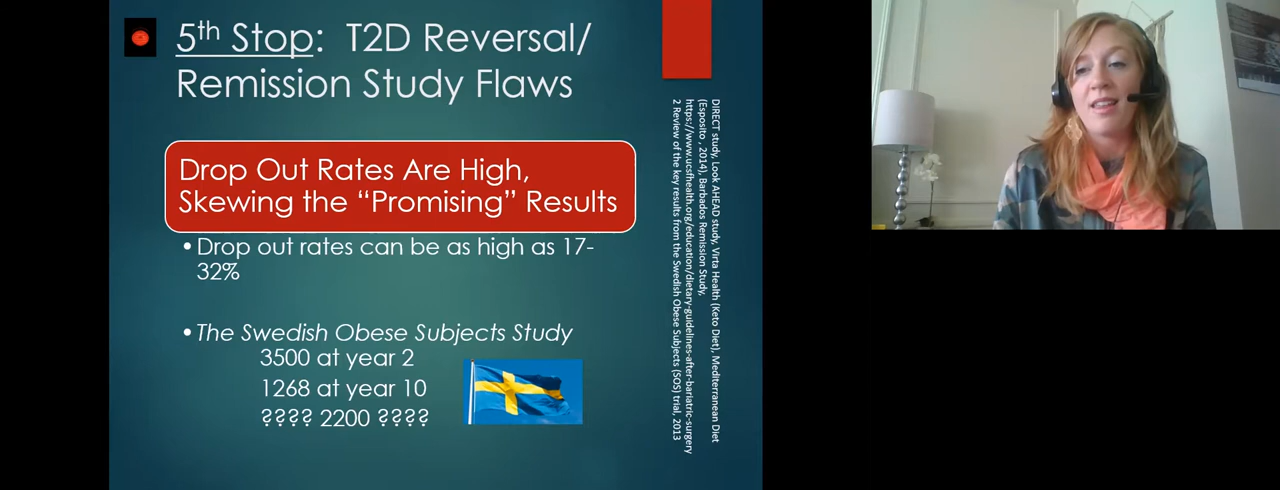 5th Stop: T2D Reversal/
Remission Study Flaws
Drop Out Rates Are High,
Skewing the “Promising” Results
• Drop out rates can be as high as 17-
32%
• The Swedish Obese Subjects Study
3500 at year 2
1268 at year 10
???? 2200 ????
DIRECT study, Look AHEAD study, Virta Health (Keto Diet), Mediterranean Diet
(Esposito , 2014), Barbados Remission Study,
https://www.ucsfhealth.org/education/dietary-guidelines-after-bariatric-surgery
2 Review of the key results from the Swedish Obese Subjects (SOS) trial, 2013